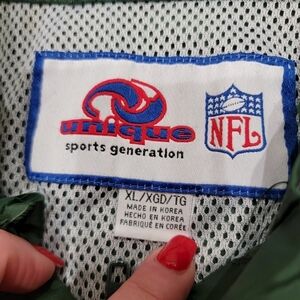 unique
sports generation
NFL
XL/XGD/TG
MADE IN KOREA
HECHO EN KOREA
FABRIQUÉ EN CORÉE